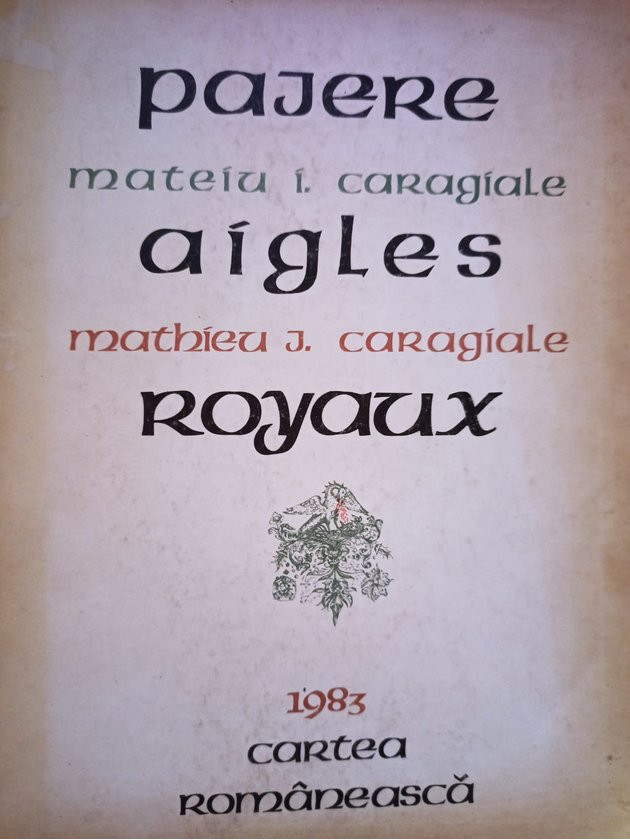 pajere
mateiu i. caragiale
aigles
mathieu j. caragiale
royaux
1983
cartea
românească